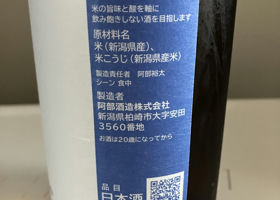 米の旨味と酸を軸に
飲み飽きしない酒を目指します
原材料名
米(新潟県産)、
米こうじ(新潟県産米)
製造責任者 阿部裕太
シーン 食中
製造者
阿部酒造株式会社
新潟県柏崎市大字安田
3560番地
お酒は20歳になってから
品目
日本酒